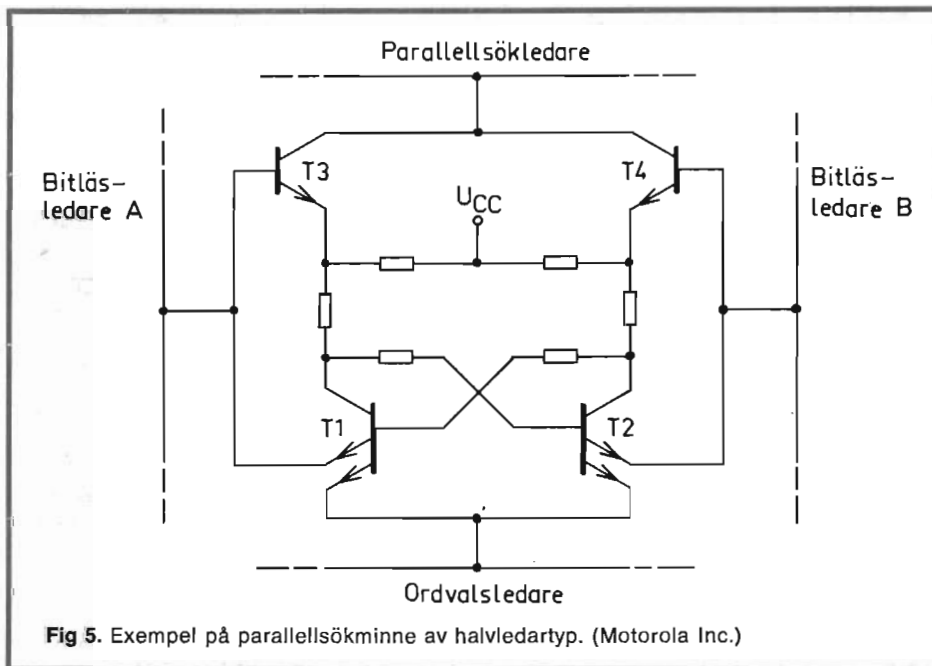 Parallellsökledare
Bitläs-
ledare A
T3
T4
Bitläs-
ledare B
UCC
T1
T2
Ordvalsledare
Fig 5. Exempel på parallellsökminne av halvledartyp. (Motorola Inc.)